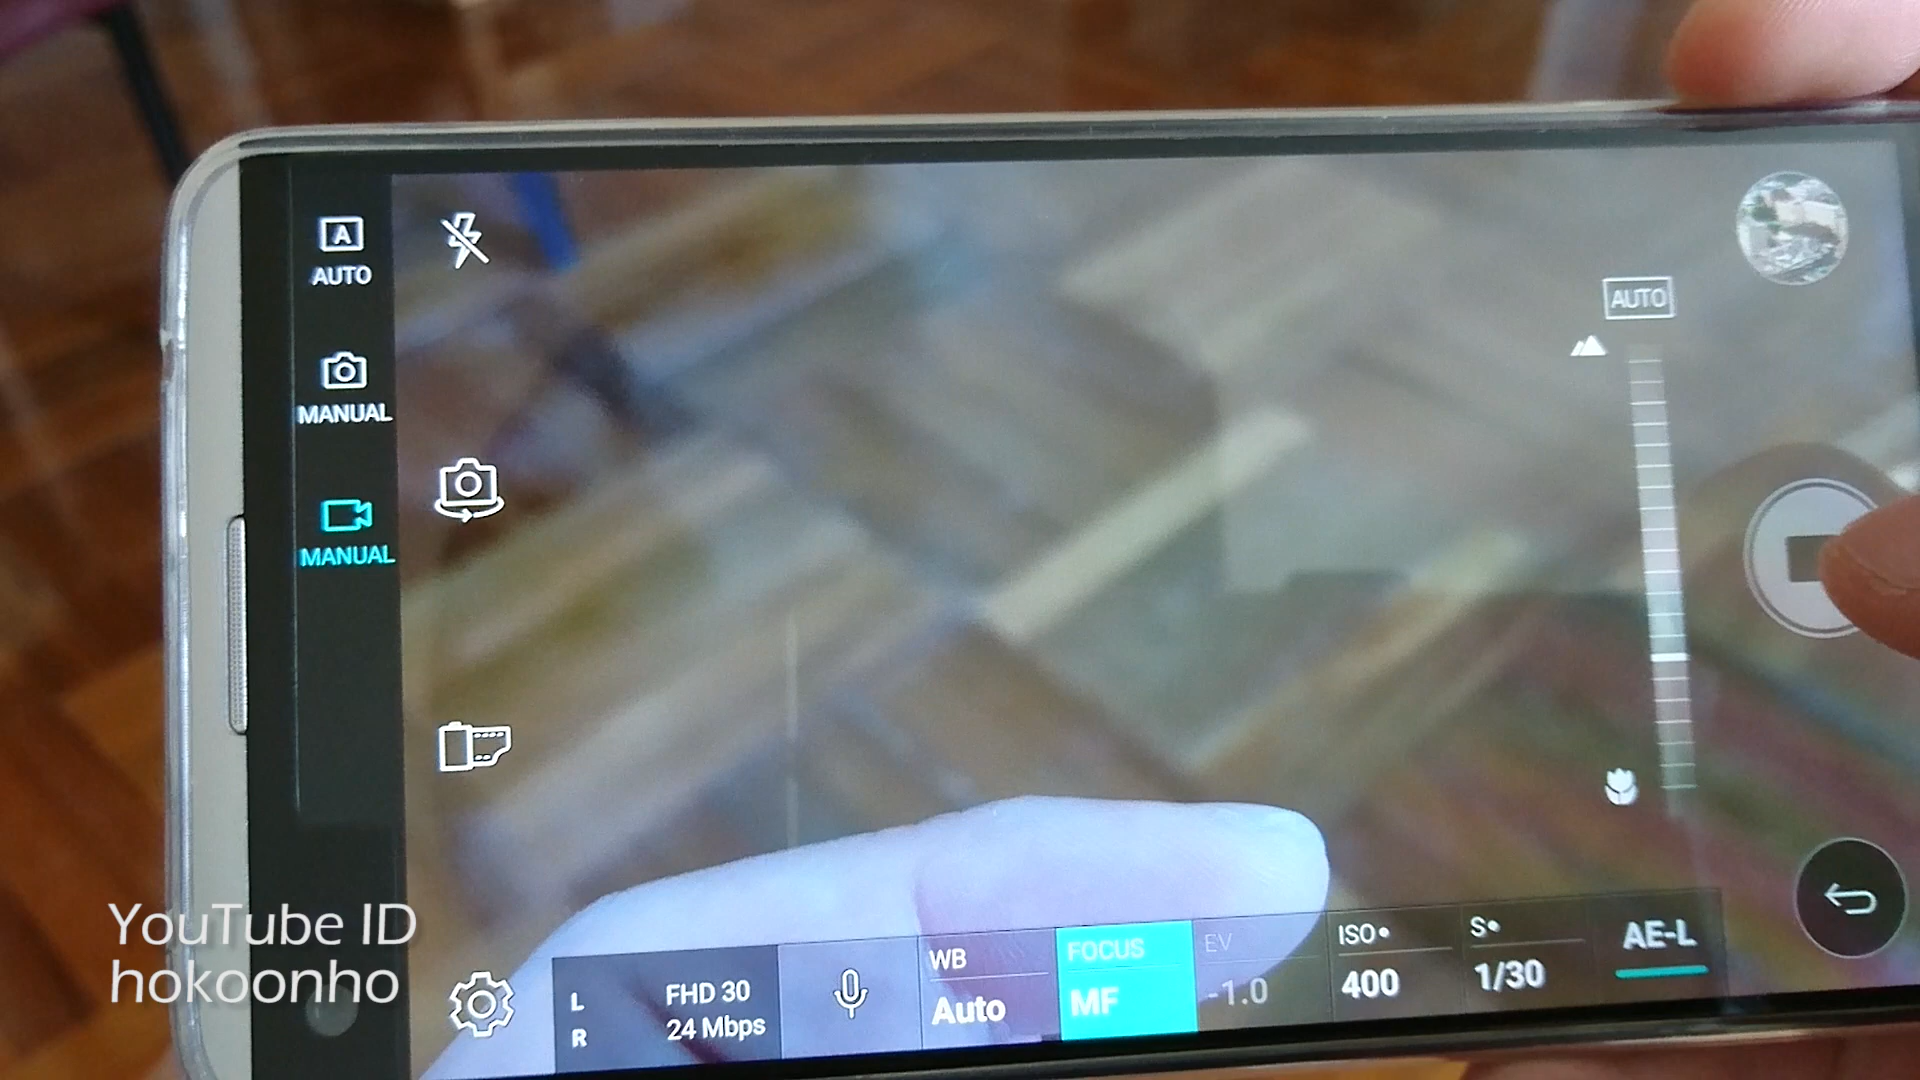 AUTO
MANUAL
MANUAL
AUTO
L
R
FHD 30
24 Mbps
WB
Auto
FOCUS
MF
EV
-1.0
ISO
400
S
1/30
AE-L
YouTube ID
hokoonho